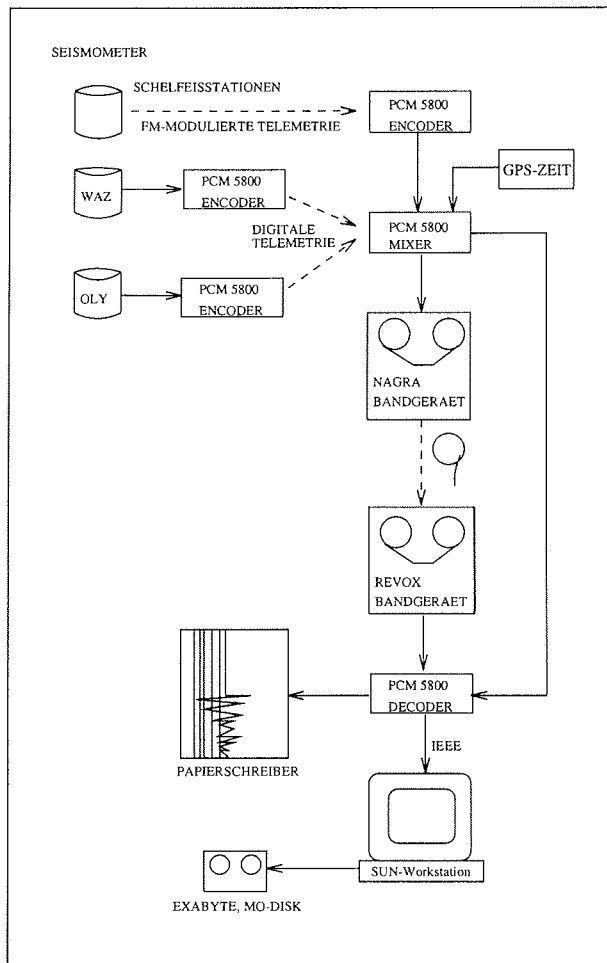 SEISMOMETER
SCHELFEISSTATIONEN
FM-MODULIERTE TELEMETRIE
PCM 5800
ENCODER
GPS-ZEIT
WAZ
PCM 5800
ENCODER
DIGITALE
TELEMETRIE
PCM 5800
MIXER
OLY
PCM 5800
ENCODER
NAGRA
BANDGERAET
REVOX
BANDGERAET
PCM 5800
DECODER
IEEE
PAPIERSCHREIBER
SUN-Workstation
EXABYTE, MO-DISK